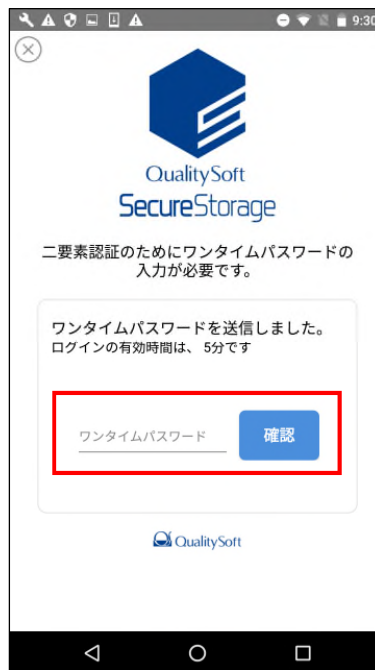 9:30
QualitySoft
SecureStorage
二要素認証のためにワンタイムパスワードの
入力が必要です。
ワンタイムパスワードを送信しました。
ログインの有効時間は、 5分です
ワンタイムパスワード
確認
QualitySoft